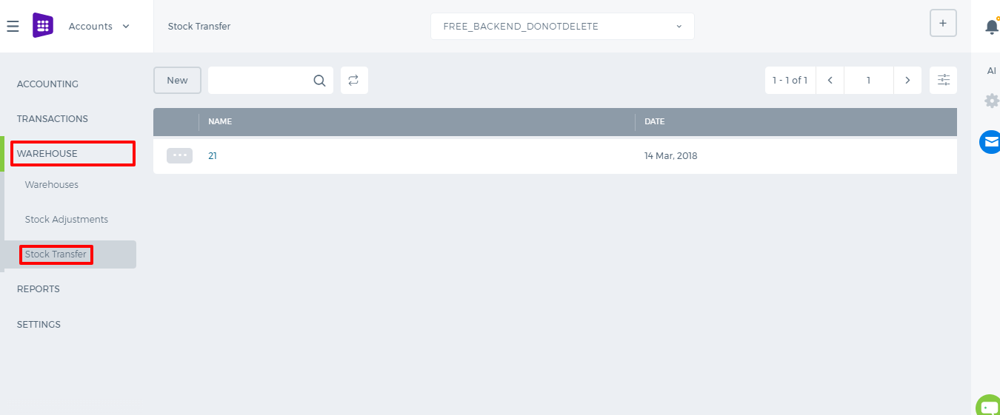 Accounts
Stock Transfer
FREE_BACKEND_DONOTDELETE
+
ACCOUNTING
TRANSACTIONS
WAREHOUSE
Warehouses
Stock Adjustments
Stock Transfer
REPORTS
SETTINGS
New
1 - 1 of 1
1
NAME
DATE
21
14 Mar, 2018
AI